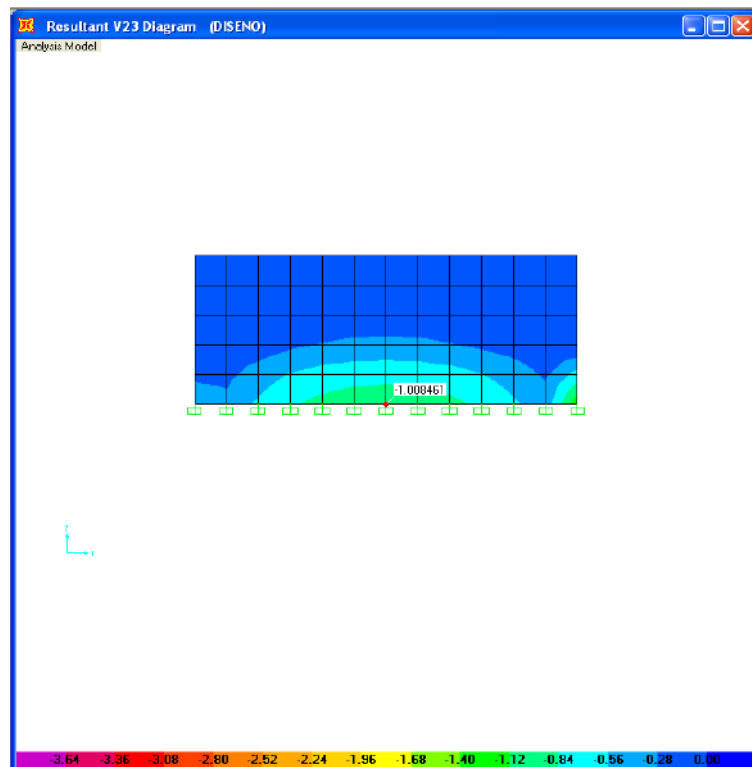 Resultant V23 Diagram (DISENO)
Analysis Model
-1.008461
-3.64 -3.36 -3.08 -2.80 -2.52 -2.24 -1.96 -1.68 -1.40 -1.12 -0.84 -0.56 -0.28 0.00